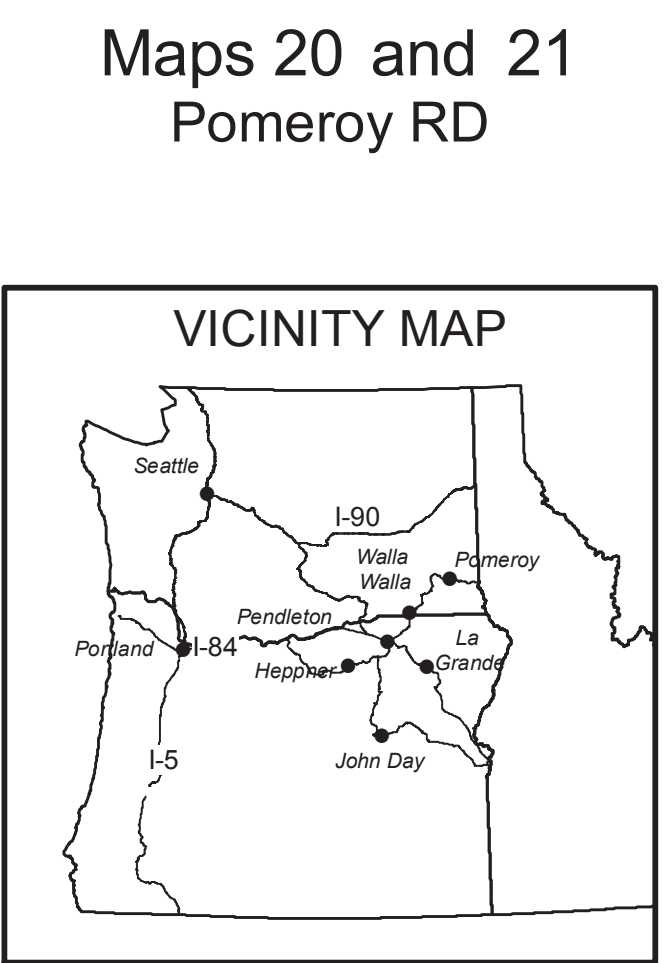 Maps 20 and 21
Pomeroy RD
VICINITY MAP
Seattle
I-90
Walla
Walla
Pomeroy
Pendleton
Portland
I-84
La
Grande
Heppner
I-5
John Day